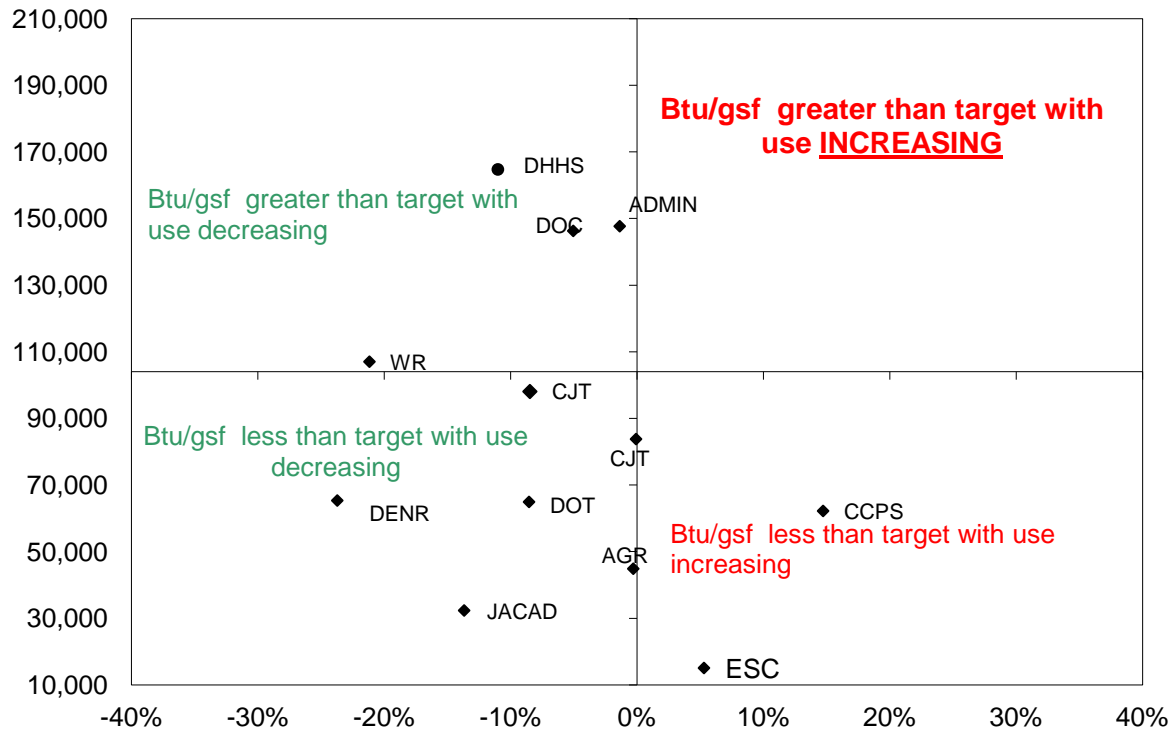 210,000
190,000
Btu/gsf greater than target with
use INCREASING
170,000
DHHS
Btu/gsf greater than target with
use decreasing
ADMIN
150,000
DOC
130,000
110,000
WR
CJT
90,000
Btu/gsf less than target with use
decreasing
CJT
70,000
DENR
DOT
CCPS
Btu/gsf less than target with use
increasing
50,000
AGR
30,000
JACAD
ESC
10,000
-40%
-30%
-20%
-10%
0%
10%
20%
30%
40%